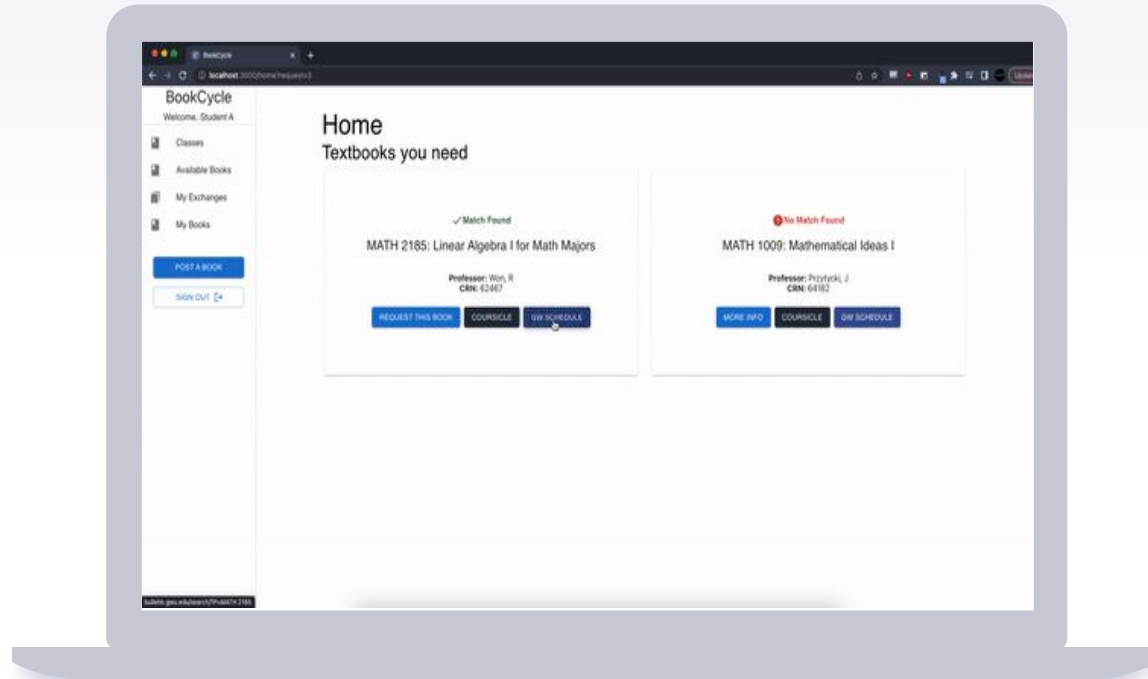 BookCycle
localhost:3000/home?request=3
BookCycle
Welcome, Student A
Classes
Available Books
My Exchanges
My Books
POST A BOOK
SIGN OUT
Home
Textbooks you need
Match Found
MATH 2185: Linear Algebra I for Math Majors
Professor: Won, R
CRN: 62467
REQUEST THIS BOOK COURSICLE GW SCHEDULE
No Match Found
MATH 1009: Mathematical Ideas I
Professor: Przytycki, J
CRN: 64182
MORE INFO COURSICLE GW SCHEDULE